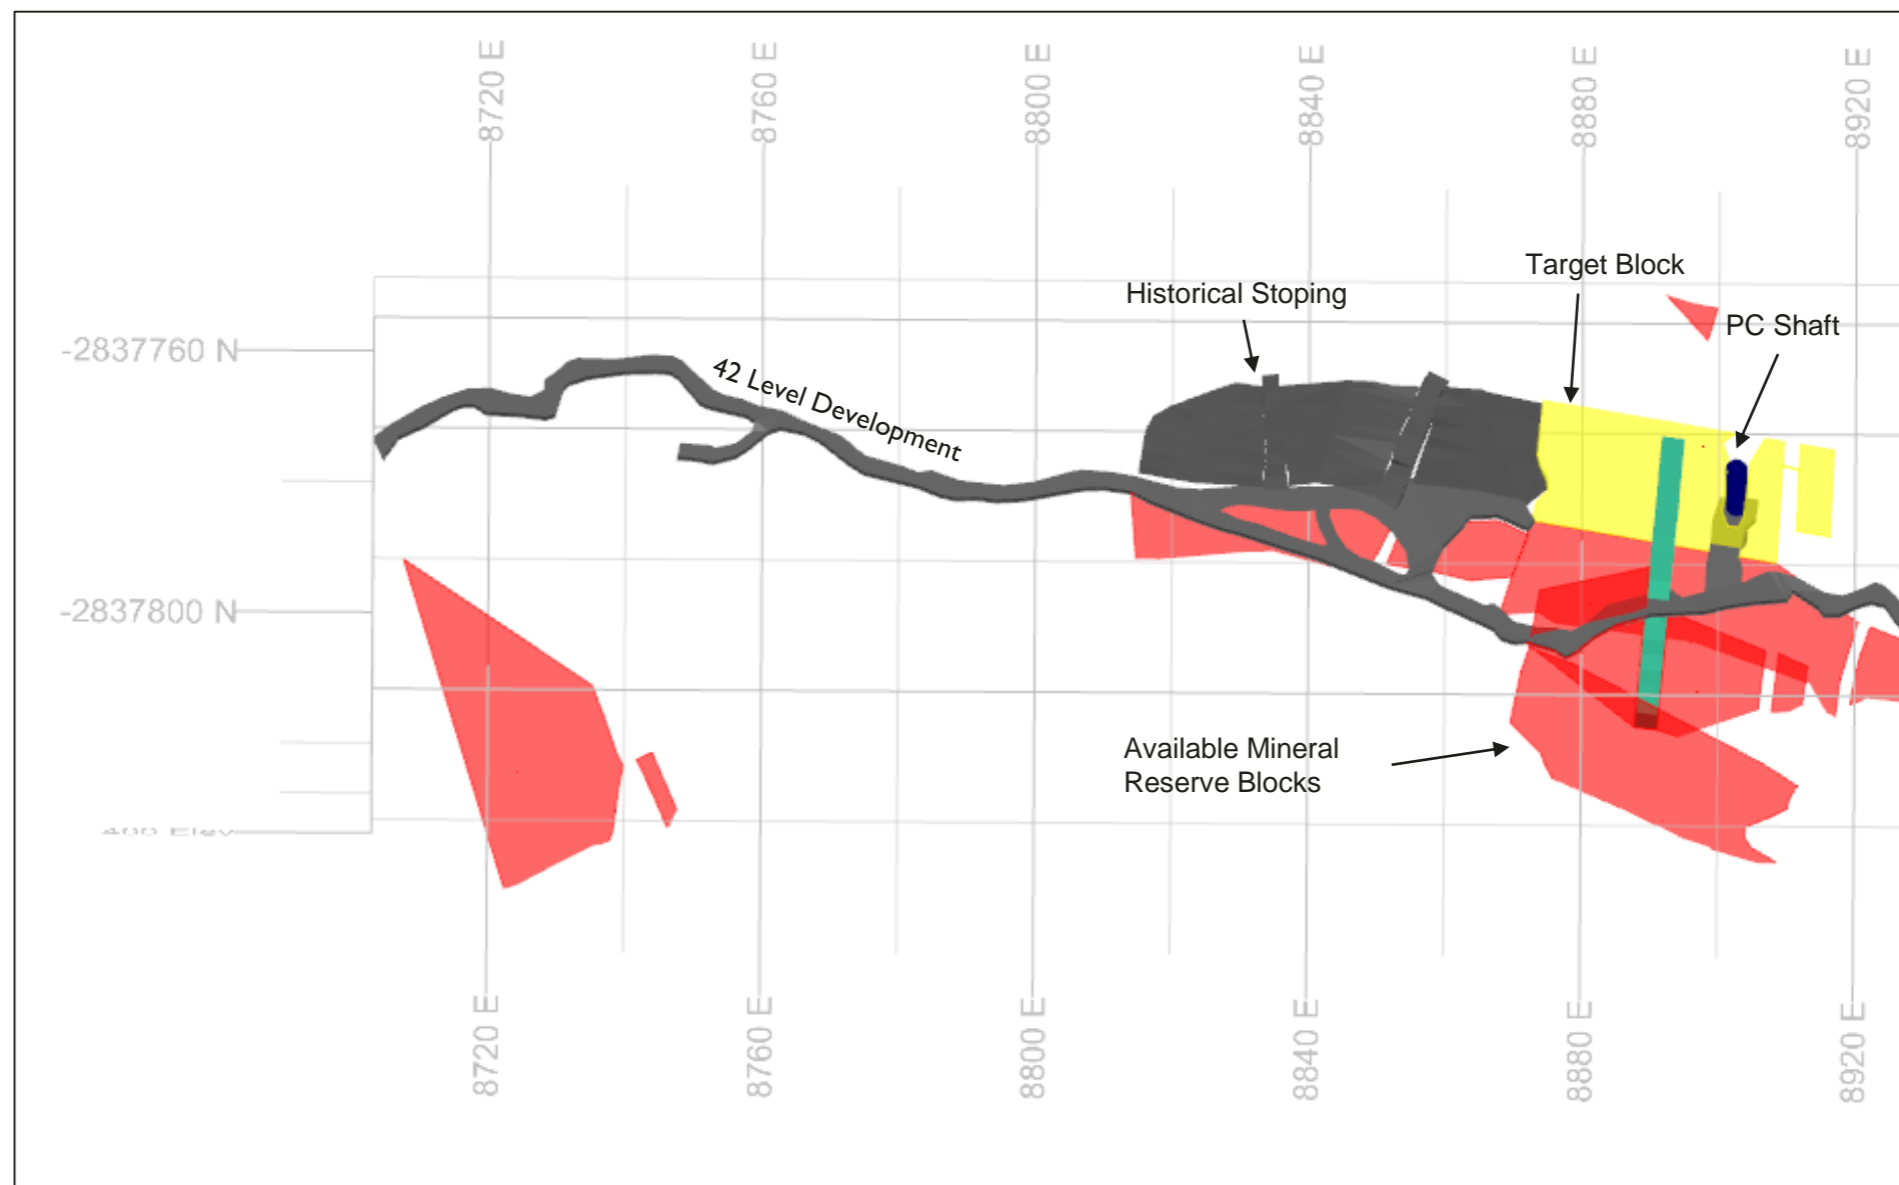 8720 E
8760 E
8800 E
8840 E
8880 E
8920 E
Target Block
Historical Stoping
PC Shaft
-2837760 N
42 Level Development
-2837800 N
Available Mineral
Reserve Blocks
8720 E
8760 E
8800 E
8840 E
8880 E
8920 E